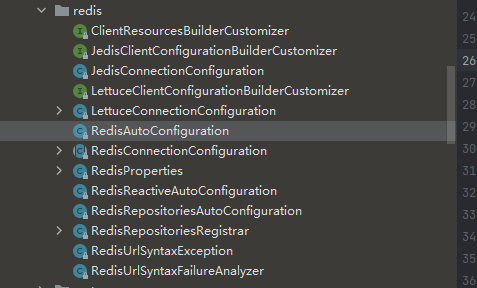 redis
ClientResourcesBuilderCustomizer
JedisClientConfigurationBuilderCustomizer
JedisConnectionConfiguration
LettuceClientConfigurationBuilderCustomizer
LettuceConnectionConfiguration
RedisAutoConfiguration
RedisConnectionConfiguration
RedisProperties
RedisReactiveAutoConfiguration
RedisRepositoriesAutoConfiguration
RedisRepositoriesRegistrar
RedisUrlSyntaxException
RedisUrlSyntaxFailureAnalyzer
24
25
26
27
28
29
30
31
32
33
34
35
36